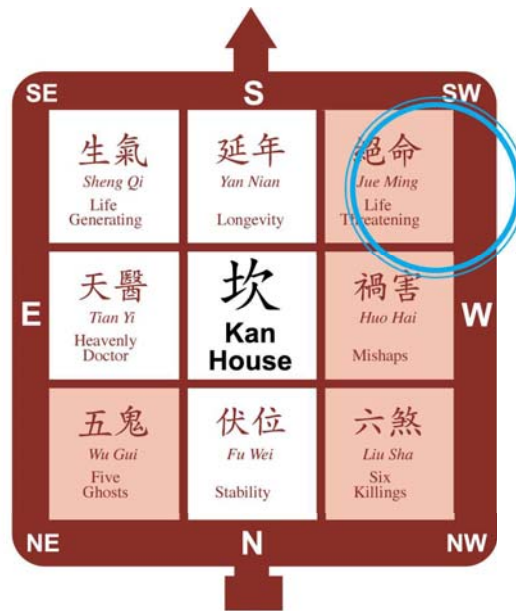 SE S SW
生氣 延年 絕命
Sheng Qi Yan Nian Jue Ming
Life Generating Longevity Life Threatening
E 天醫 坎 禍害 W
Tian Yi Kan House Huo Hai
Heavenly Doctor Mishaps
五鬼 伏位 六煞
Wu Gui Fu Wei Liu Sha
Five Ghosts Stability Six Killings
NE N NW